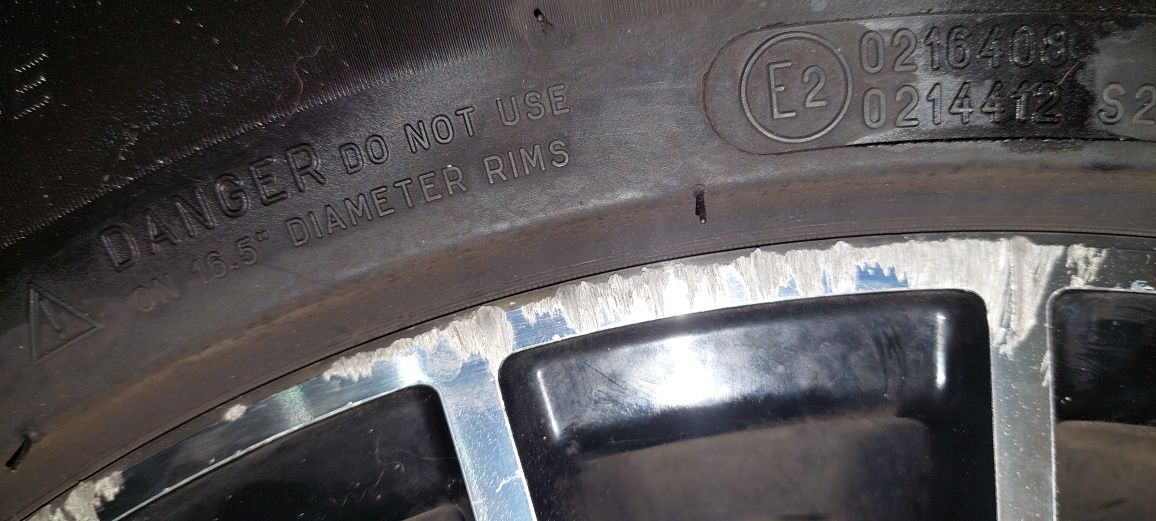 DANGER DO NOT USE
ON 16.5" DIAMETER RIMS
E2
0216408
0214412 S2